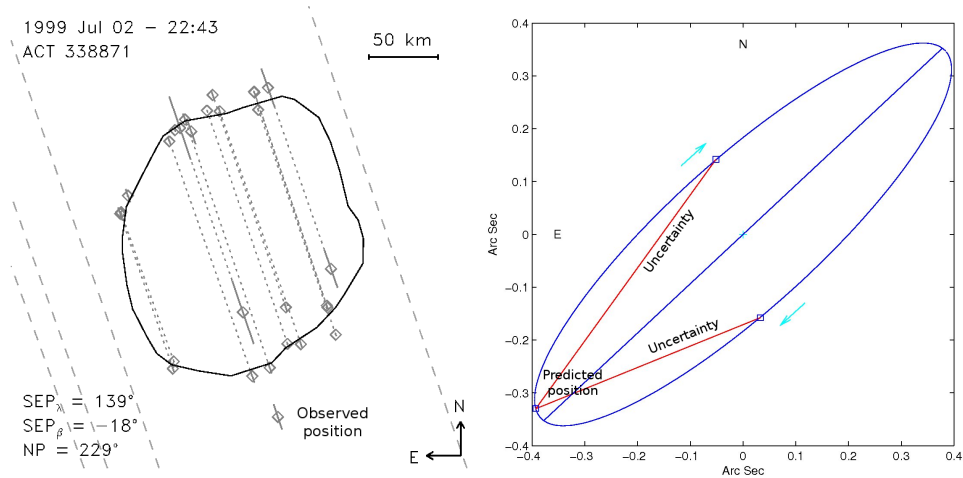 1999 Jul 02 – 22:43
ACT 338871
50 km
SEPλ = 139°
SEPβ = −18°
NP = 229°
Observed
position
N
E
0.4
0.3
0.2
0.1
0
−0.1
−0.2
−0.3
−0.4
Arc Sec
N
E
Uncertainty
Uncertainty
Predicted
position
−0.4
−0.3
−0.2
−0.1
0
0.1
0.2
0.3
0.4
Arc Sec